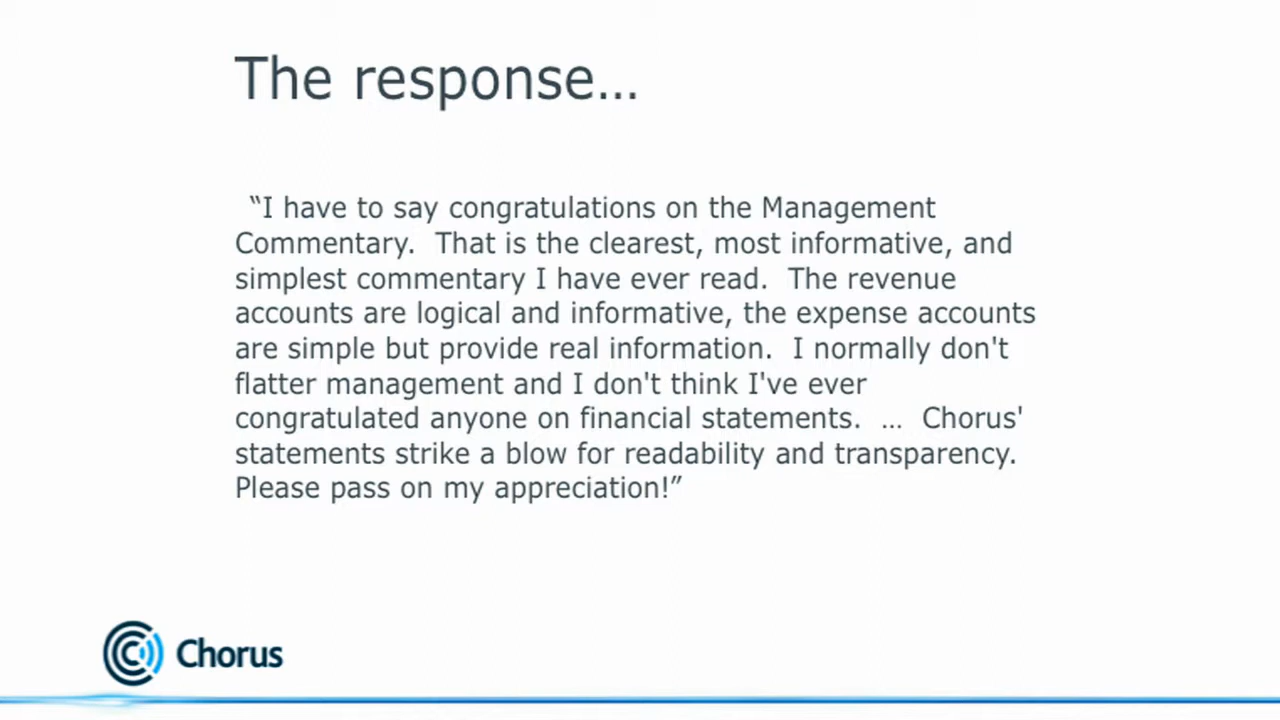 The response...
“I have to say congratulations on the Management
Commentary.  That is the clearest, most informative, and
simplest commentary I have ever read.  The revenue
accounts are logical and informative, the expense accounts
are simple but provide real information.  I normally don't
flatter management and I don't think I've ever
congratulated anyone on financial statements.  ...  Chorus'
statements strike a blow for readability and transparency.
Please pass on my appreciation!”
Chorus